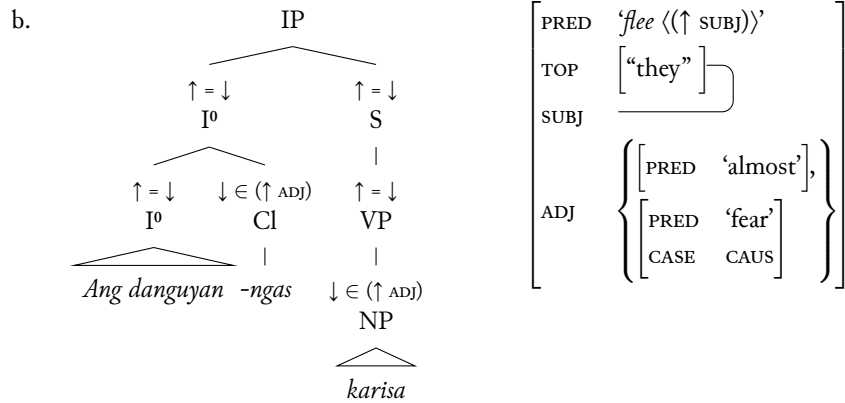 b.
IP
↑ = ↓ ↑ = ↓
I⁰ S
↑ = ↓ ↓ ∈ (↑ ADJ) ↑ = ↓
I⁰ Cl VP
Ang danguyan -ngas ↓ ∈ (↑ ADJ)
NP
karisa
PRED ‘flee ⟨(↑ SUBJ)⟩’
TOP [“they”]
SUBJ
ADJ { [PRED ‘almost’],
[PRED ‘fear’
CASE CAUS] }